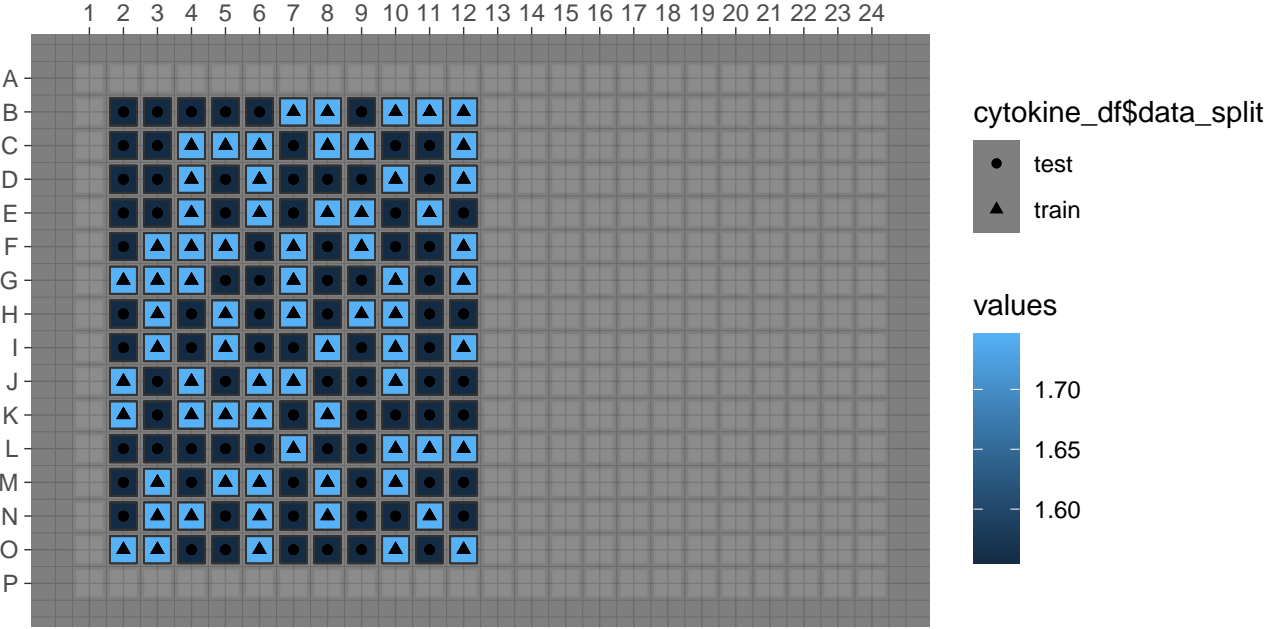 1 2 3 4 5 6 7 8 9 10 11 12 13 14 15 16 17 18 19 20 21 22 23 24
A
B
C
D
E
F
G
H
I
J
K
L
M
N
O
P
cytokine_df$data_split
test
train
values
1.70
1.65
1.60